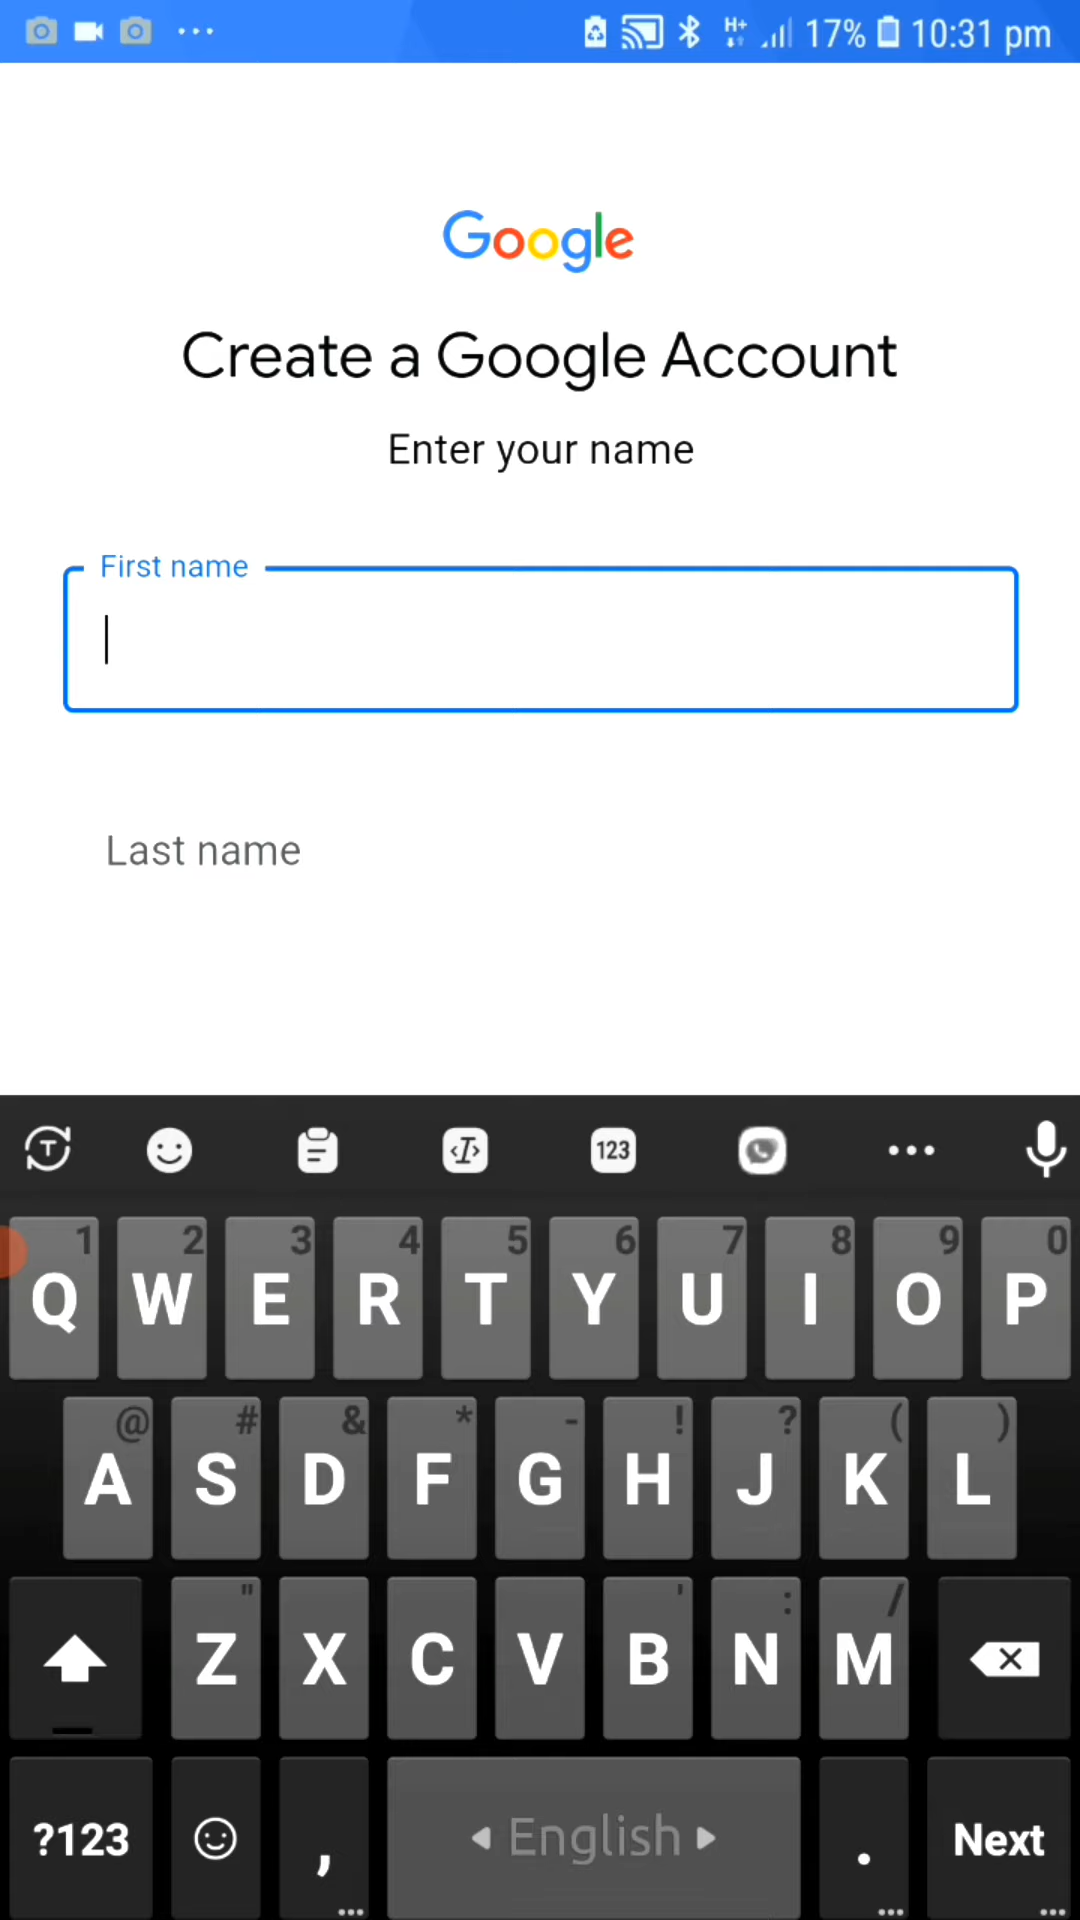 H+ 17% 10:31 pm
Google
Create a Google Account
Enter your name
First name
Last name
T T 123
1 2 3 4 5 6 7 8 9 0
Q W E R T Y U I O P
@ # & * - ! ? ( )
A S D F G H J K L
" ' : /
Z X C V B N M
?123 , English . Next